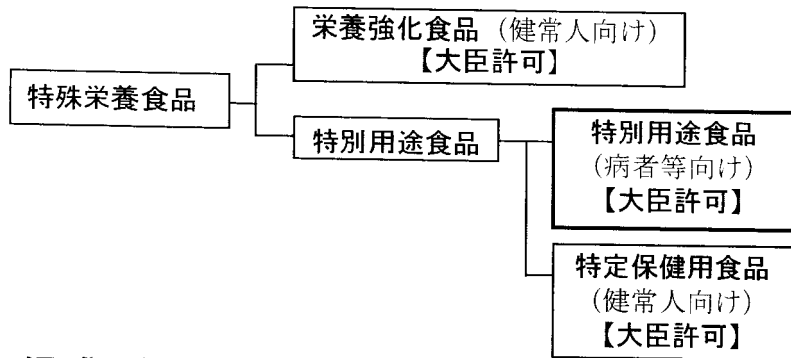 栄養強化食品（健常人向け）
【大臣許可】
特殊栄養食品
特別用途食品
特別用途食品
（病者等向け）
【大臣許可】
特定保健用食品
（健常人向け）
【大臣許可】